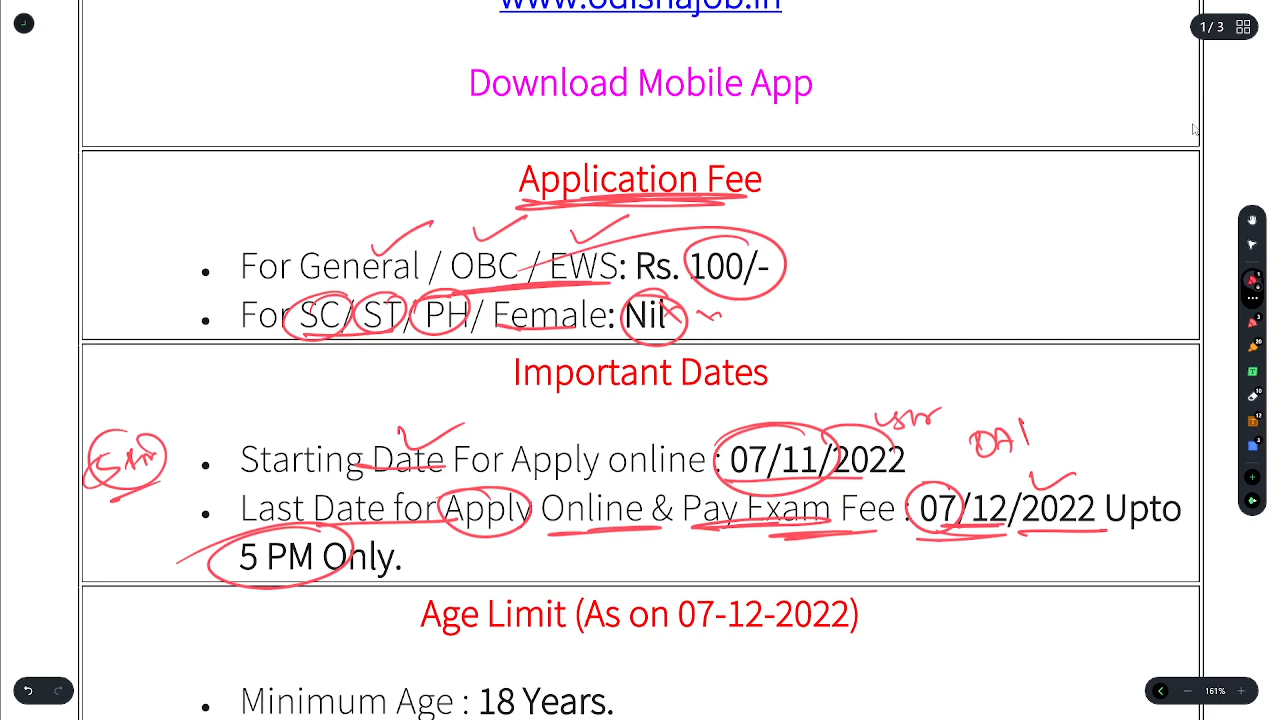 www.odishajob.in
1/3
Download Mobile App
Application Fee
• For General / OBC / EWS: Rs. 100/-
• For SC/ ST/ PH/ Female: Nil
Important Dates
• Starting Date For Apply online : 07/11/2022
• Last Date for Apply Online & Pay Exam Fee : 07/12/2022 Upto
5 PM Only.
Age Limit (As on 07-12-2022)
• Minimum Age : 18 Years.
161%